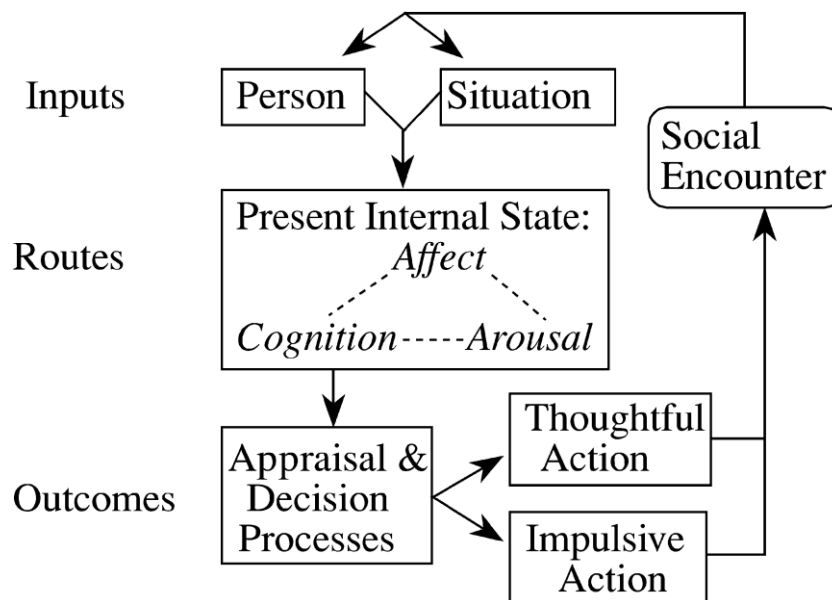 Inputs
Person
Situation
Social
Encounter
Routes
Present Internal State:
Affect
Cognition
Arousal
Outcomes
Appraisal &
Decision
Processes
Thoughtful
Action
Impulsive
Action